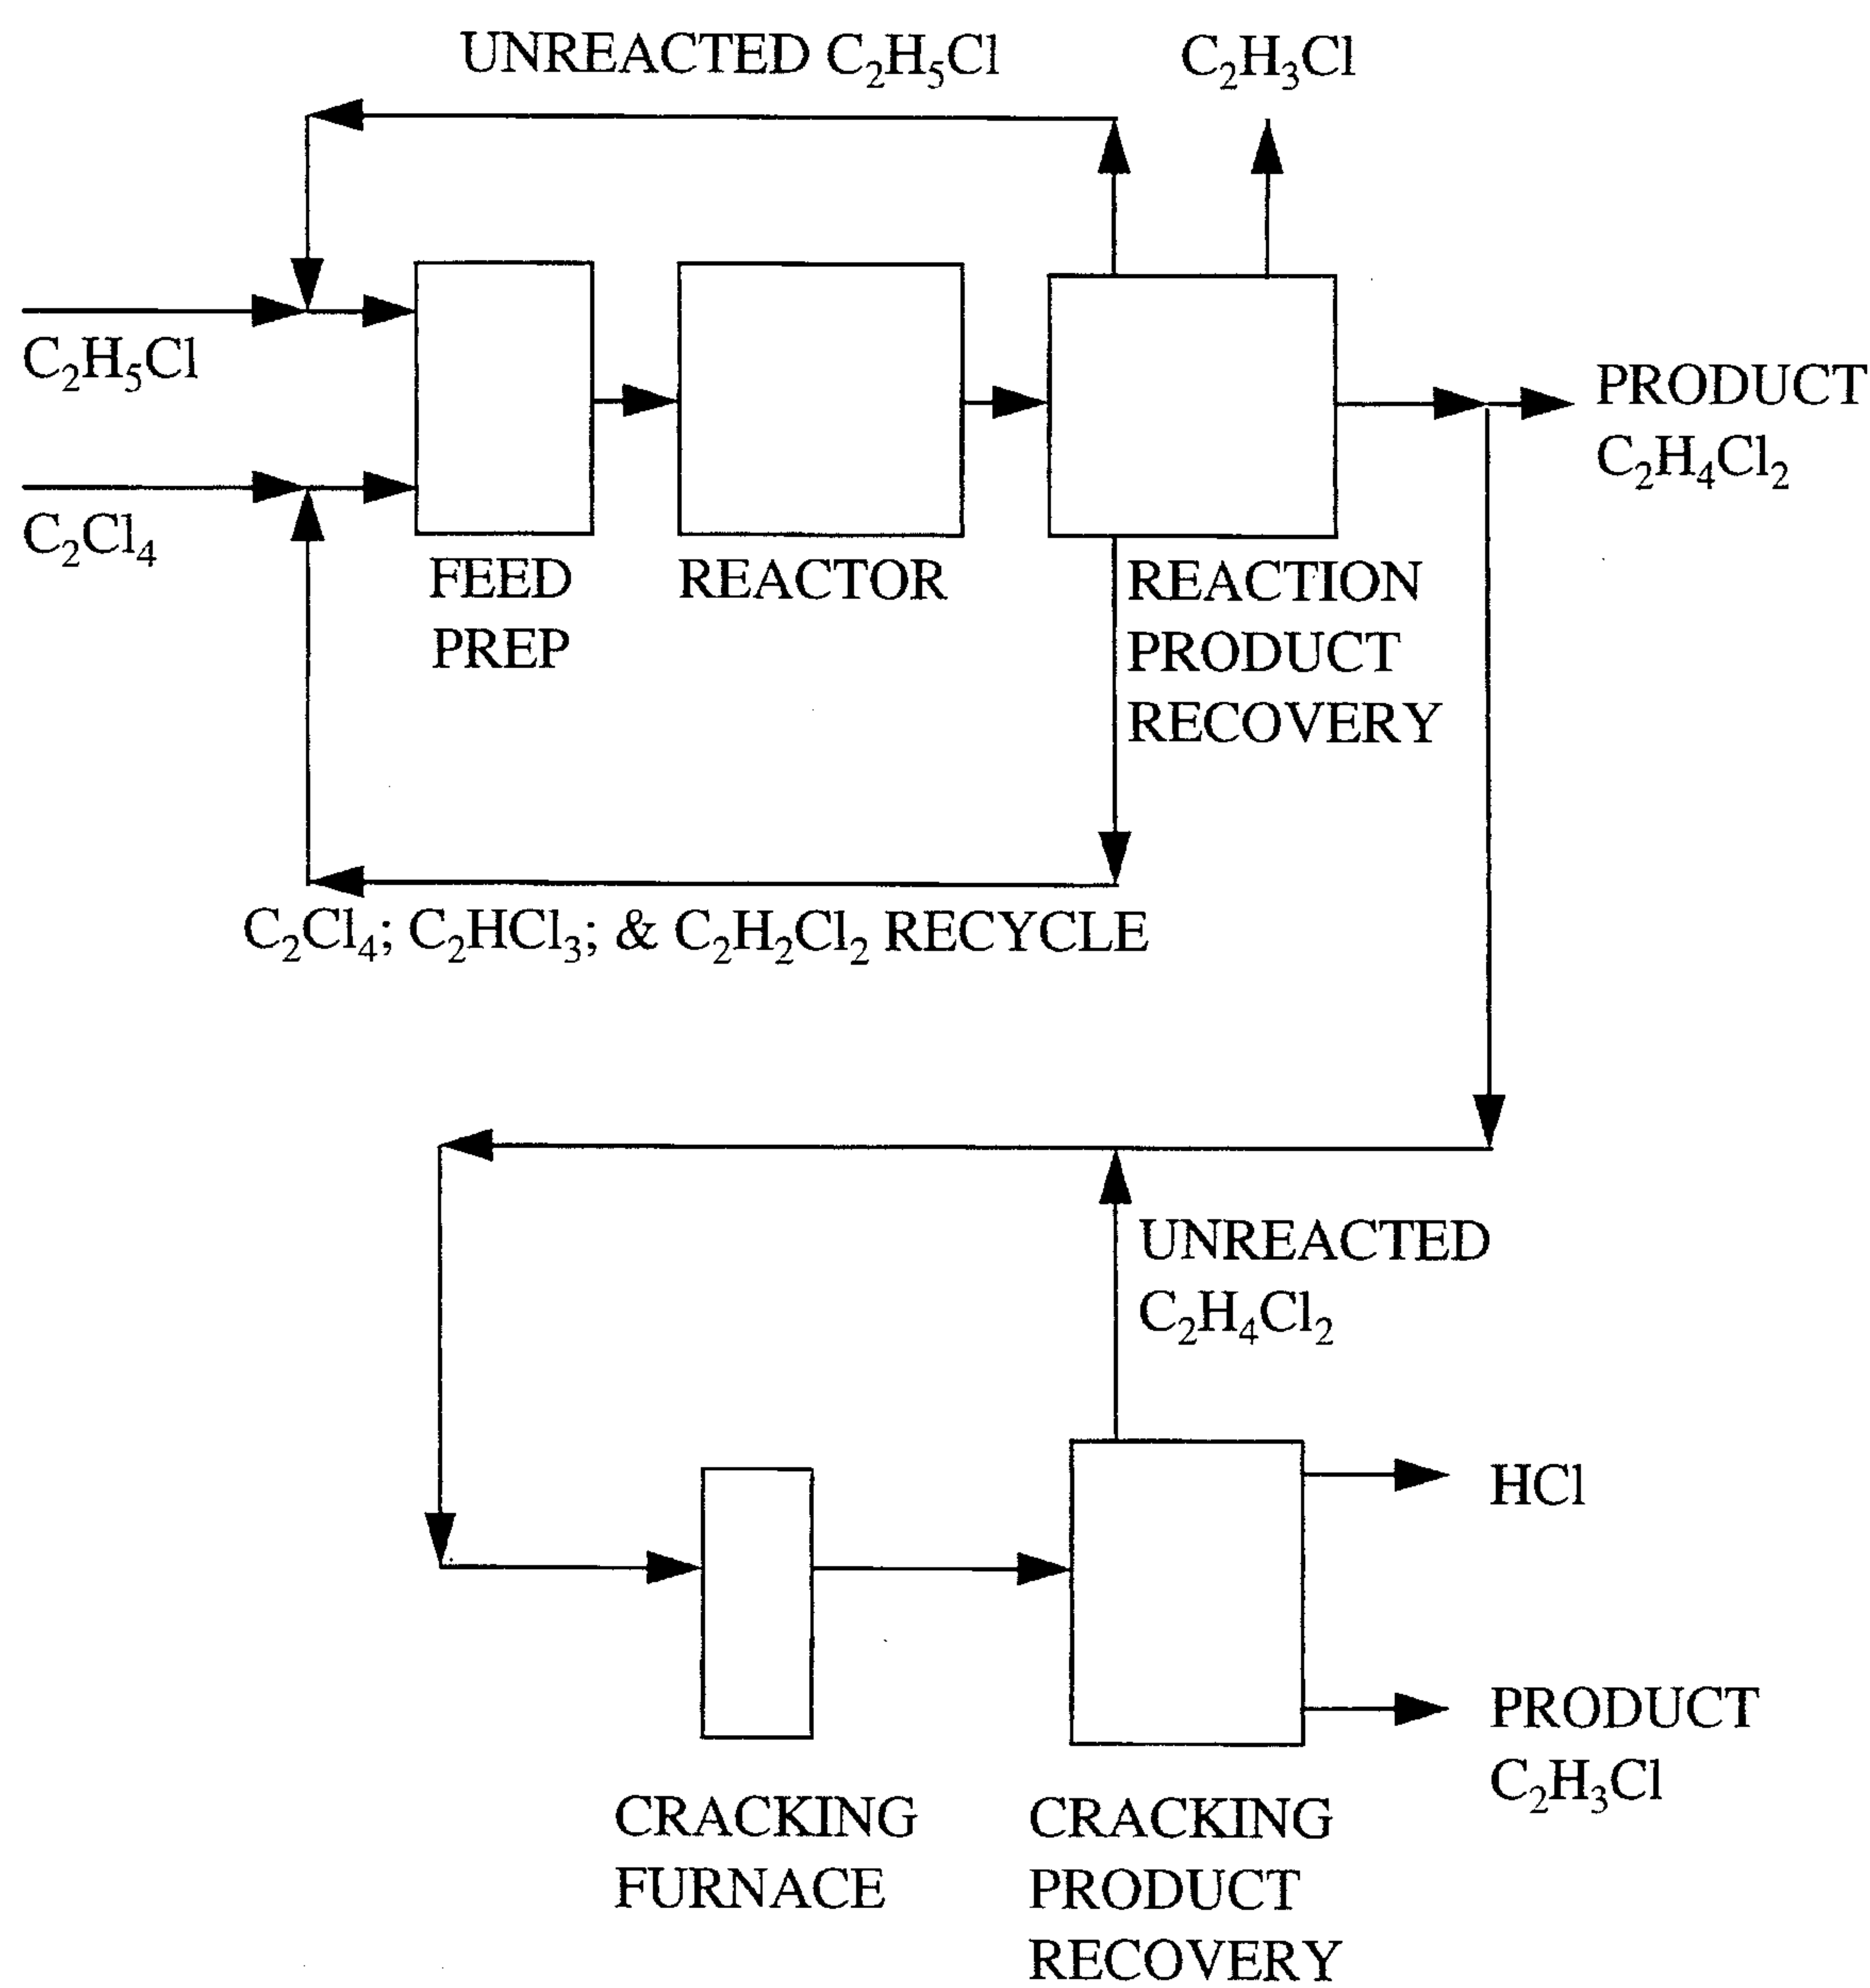 UNREACTED C₂H₅Cl
C₂H₃Cl
C₂H₅Cl
C₂Cl₄
FEED
PREP
REACTOR
REACTION
PRODUCT
RECOVERY
PRODUCT
C₂H₄Cl₂
C₂Cl₄; C₂HCl₃; & C₂H₂Cl₂ RECYCLE
UNREACTED
C₂H₄Cl₂
HCl
PRODUCT
C₂H₃Cl
CRACKING
FURNACE
CRACKING
PRODUCT
RECOVERY